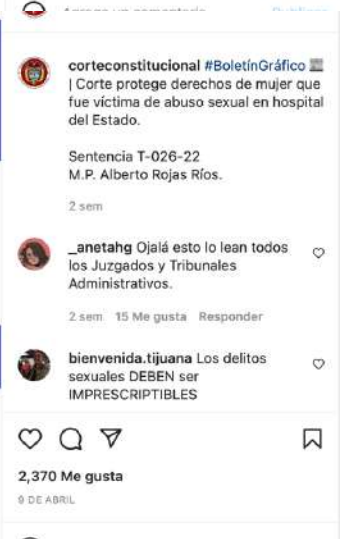 corteconstitucional #BoletínGráfico
| Corte protege derechos de mujer que
fue víctima de abuso sexual en hospital
del Estado.
Sentencia T-026-22
M.P. Alberto Rojas Ríos.
2 sem
_anetahg Ojalá esto lo lean todos
los Juzgados y Tribunales
Administrativos.
2 sem 15 Me gusta Responder
bienvenida.tijuana Los delitos
sexuales DEBEN ser
IMPRESCRIPTIBLES
2,370 Me gusta
9 DE ABRIL